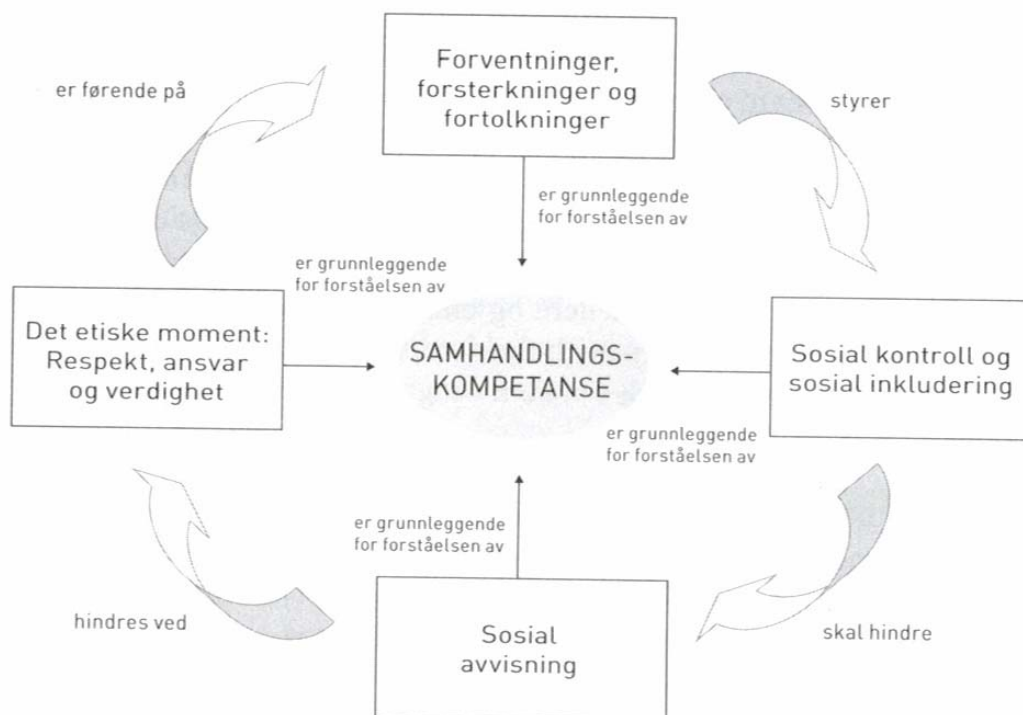 Forventninger,
forsterkninger og
fortolkninger
er førende på
styrer
er grunnleggende
for forståelsen av
er grunnleggende
for forståelsen av
Det etiske moment:
Respekt, ansvar
og verdighet
SAMHANDLINGS-
KOMPETANSE
Sosial kontroll og
sosial inkludering
er grunnleggende
for forståelsen av
er grunnleggende
for forståelsen av
hindres ved
skal hindre
Sosial
avvisning